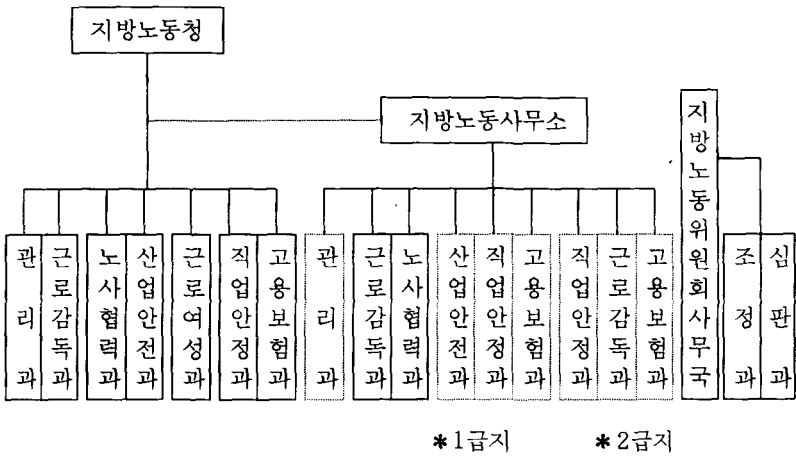 지방노동청
지방노동사무소
관리과
근로감독과
노사협력과
산업안전과
근로여성과
직업안정과
고용보험과
관리과
근로감독과
노사협력과
산업안전과
직업안정과
고용보험과
직업안정과
근로감독과
고용보험과
지방노동위원회사무국
조정과
심판과
*1급지
*2급지